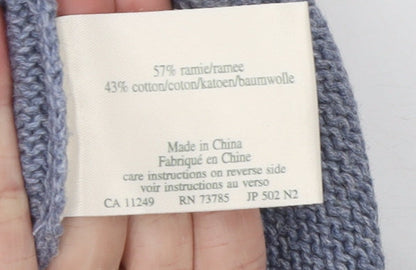 57% ramie/ramee
43% cotton/coton/katoen/baumwolle
Made in China
Fabriqué en Chine
care instructions on reverse side
voir instructions au verso
CA 11249 RN 73785 JP 502 N2